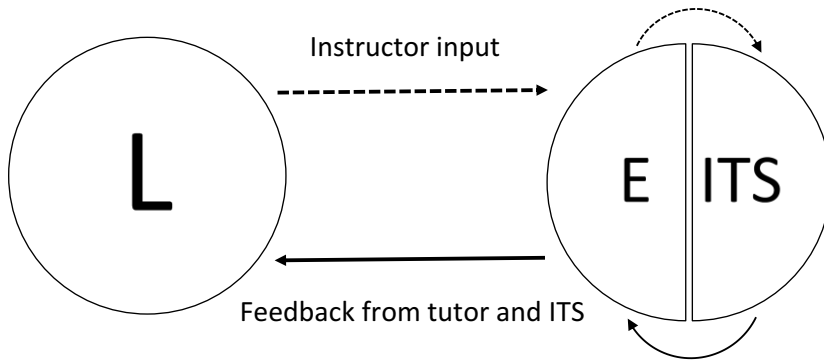 Instructor input
L
E
ITS
Feedback from tutor and ITS